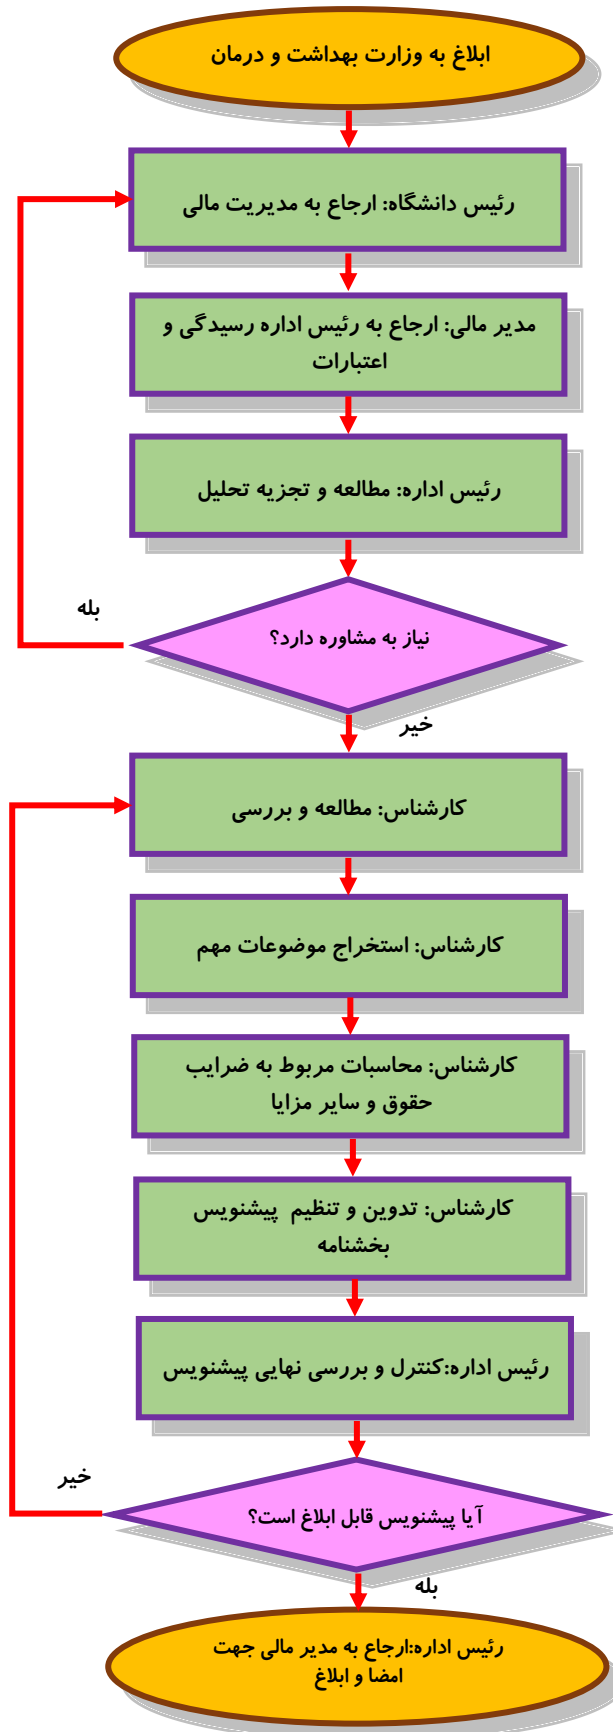 ابلاغ به وزارت بهداشت و درمان
رئیس دانشگاه: ارجاع به مدیریت مالی
مدیر مالی: ارجاع به رئیس اداره رسیدگی و
اعتبارات
رئیس اداره: مطالعه و تجزیه تحلیل
نیاز به مشاوره دارد؟
بله
خیر
کارشناس: مطالعه و بررسی
کارشناس: استخراج موضوعات مهم
کارشناس: محاسبات مربوط به ضرایب
حقوق و سایر مزایا
کارشناس: تدوین و تنظیم پیشنویس
بخشنامه
رئیس اداره:کنترل و بررسی نهایی پیشنویس
آیا پیشنویس قابل ابلاغ است؟
خیر
بله
رئیس اداره:ارجاع به مدیر مالی جهت
امضا و ابلاغ